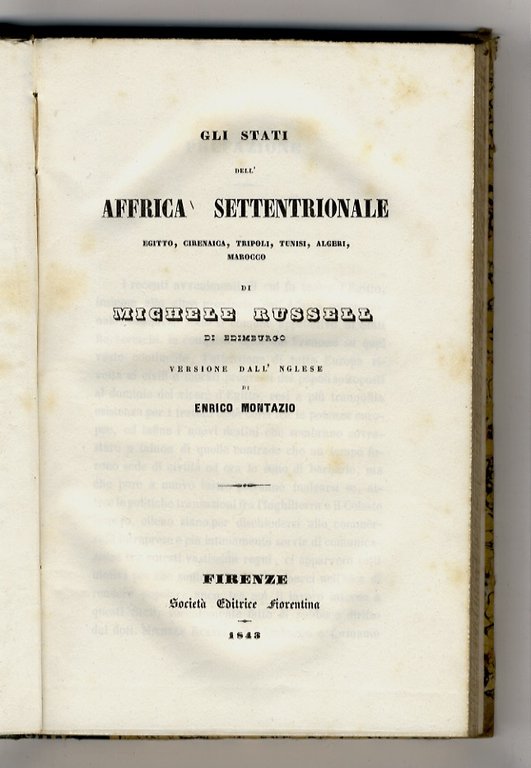 GLI STATI
DELL'
AFFRICA SETTENTRIONALE
EGITTO, CIRENAICA, TRIPOLI, TUNISI, ALGERI,
MAROCCO
DI
MICHELE RUSSELL
DI EDIMBURGO
VERSIONE DALL' NGLESE
DI
ENRICO MONTAZIO
FIRENZE
Società Editrice Fiorentina
1843